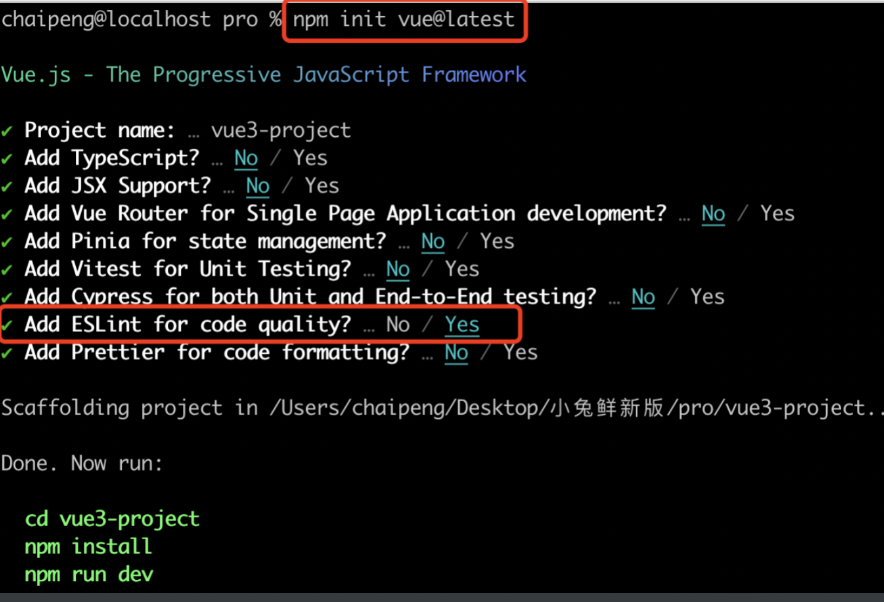 chaipeng@localhost pro % npm init vue@latest
Vue.js - The Progressive JavaScript Framework
✔ Project name: … vue3-project
✔ Add TypeScript? … No / Yes
✔ Add JSX Support? … No / Yes
✔ Add Vue Router for Single Page Application development? … No / Yes
✔ Add Pinia for state management? … No / Yes
✔ Add Vitest for Unit Testing? … No / Yes
✔ Add Cypress for both Unit and End-to-End testing? … No / Yes
✔ Add ESLint for code quality? … No / Yes
✔ Add Prettier for code formatting? … No / Yes
Scaffolding project in /Users/chaipeng/Desktop/小兔鲜新版/pro/vue3-project..
Done. Now run:
cd vue3-project
npm install
npm run dev